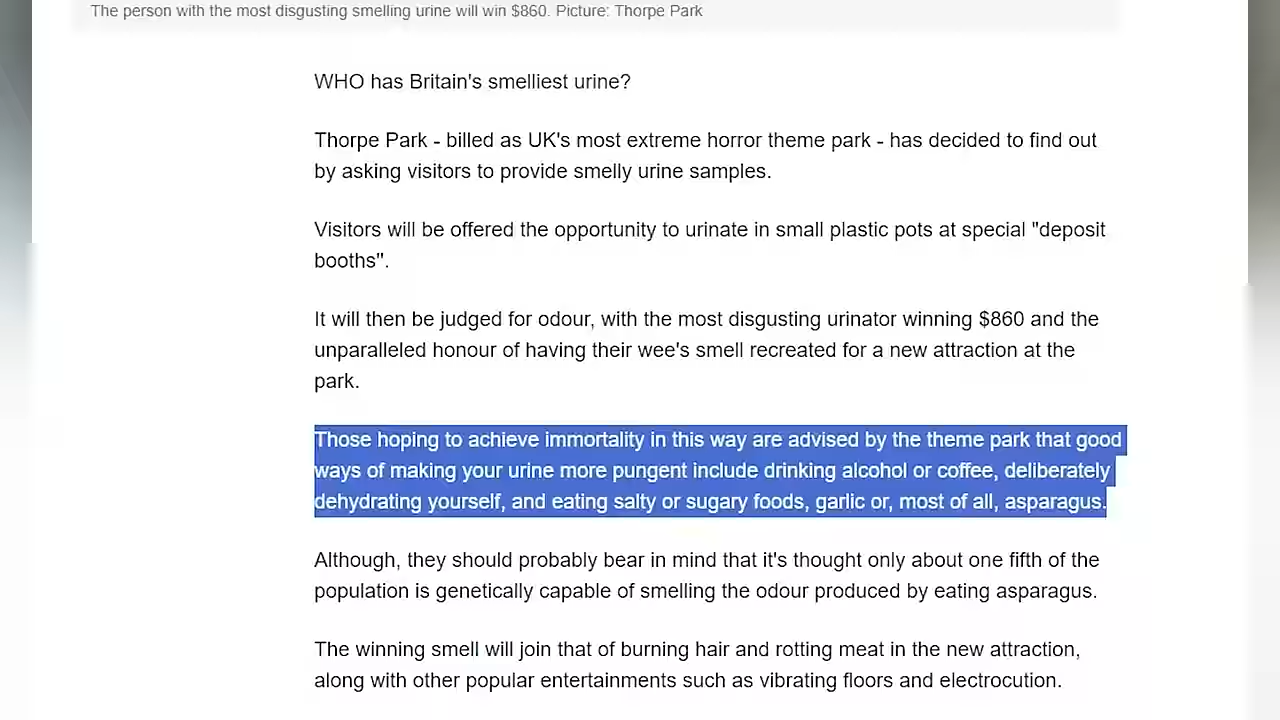 The person with the most disgusting smelling urine will win $860. Picture: Thorpe Park
WHO has Britain's smelliest urine?
Thorpe Park - billed as UK's most extreme horror theme park - has decided to find out
by asking visitors to provide smelly urine samples.
Visitors will be offered the opportunity to urinate in small plastic pots at special "deposit
booths".
It will then be judged for odour, with the most disgusting urinator winning $860 and the
unparalleled honour of having their wee's smell recreated for a new attraction at the
park.
Those hoping to achieve immortality in this way are advised by the theme park that good
ways of making your urine more pungent include drinking alcohol or coffee, deliberately
dehydrating yourself, and eating salty or sugary foods, garlic or, most of all, asparagus.
Although, they should probably bear in mind that it's thought only about one fifth of the
population is genetically capable of smelling the odour produced by eating asparagus.
The winning smell will join that of burning hair and rotting meat in the new attraction,
along with other popular entertainments such as vibrating floors and electrocution.